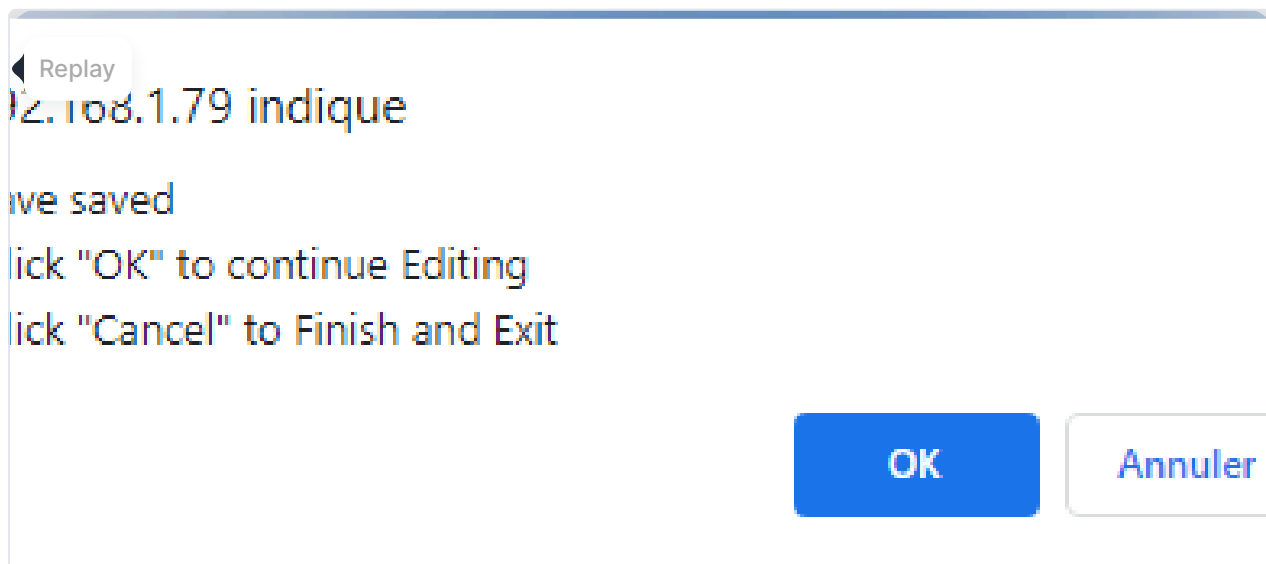 Replay
92.168.1.79 indique
ave saved
lick "OK" to continue Editing
lick "Cancel" to Finish and Exit
OK
Annuler